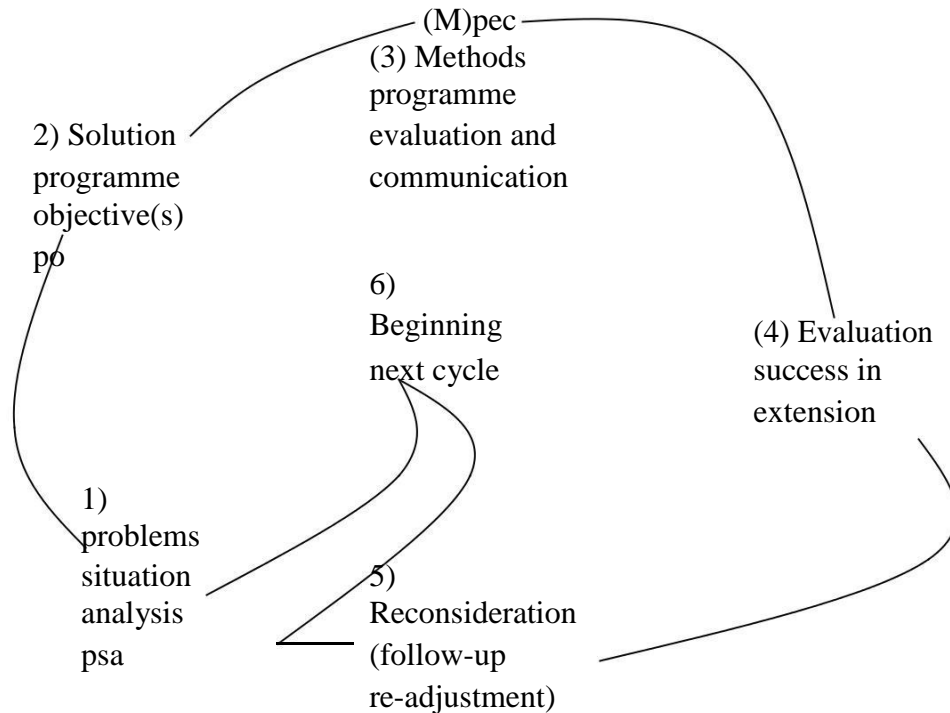 (M)pec
(3) Methods
programme
evaluation and
communication
2) Solution
programme
objective(s)
po
6)
Beginning
next cycle
(4) Evaluation
success in
extension
1)
problems
situation
analysis
psa
5)
Reconsideration
(follow-up
re-adjustment)